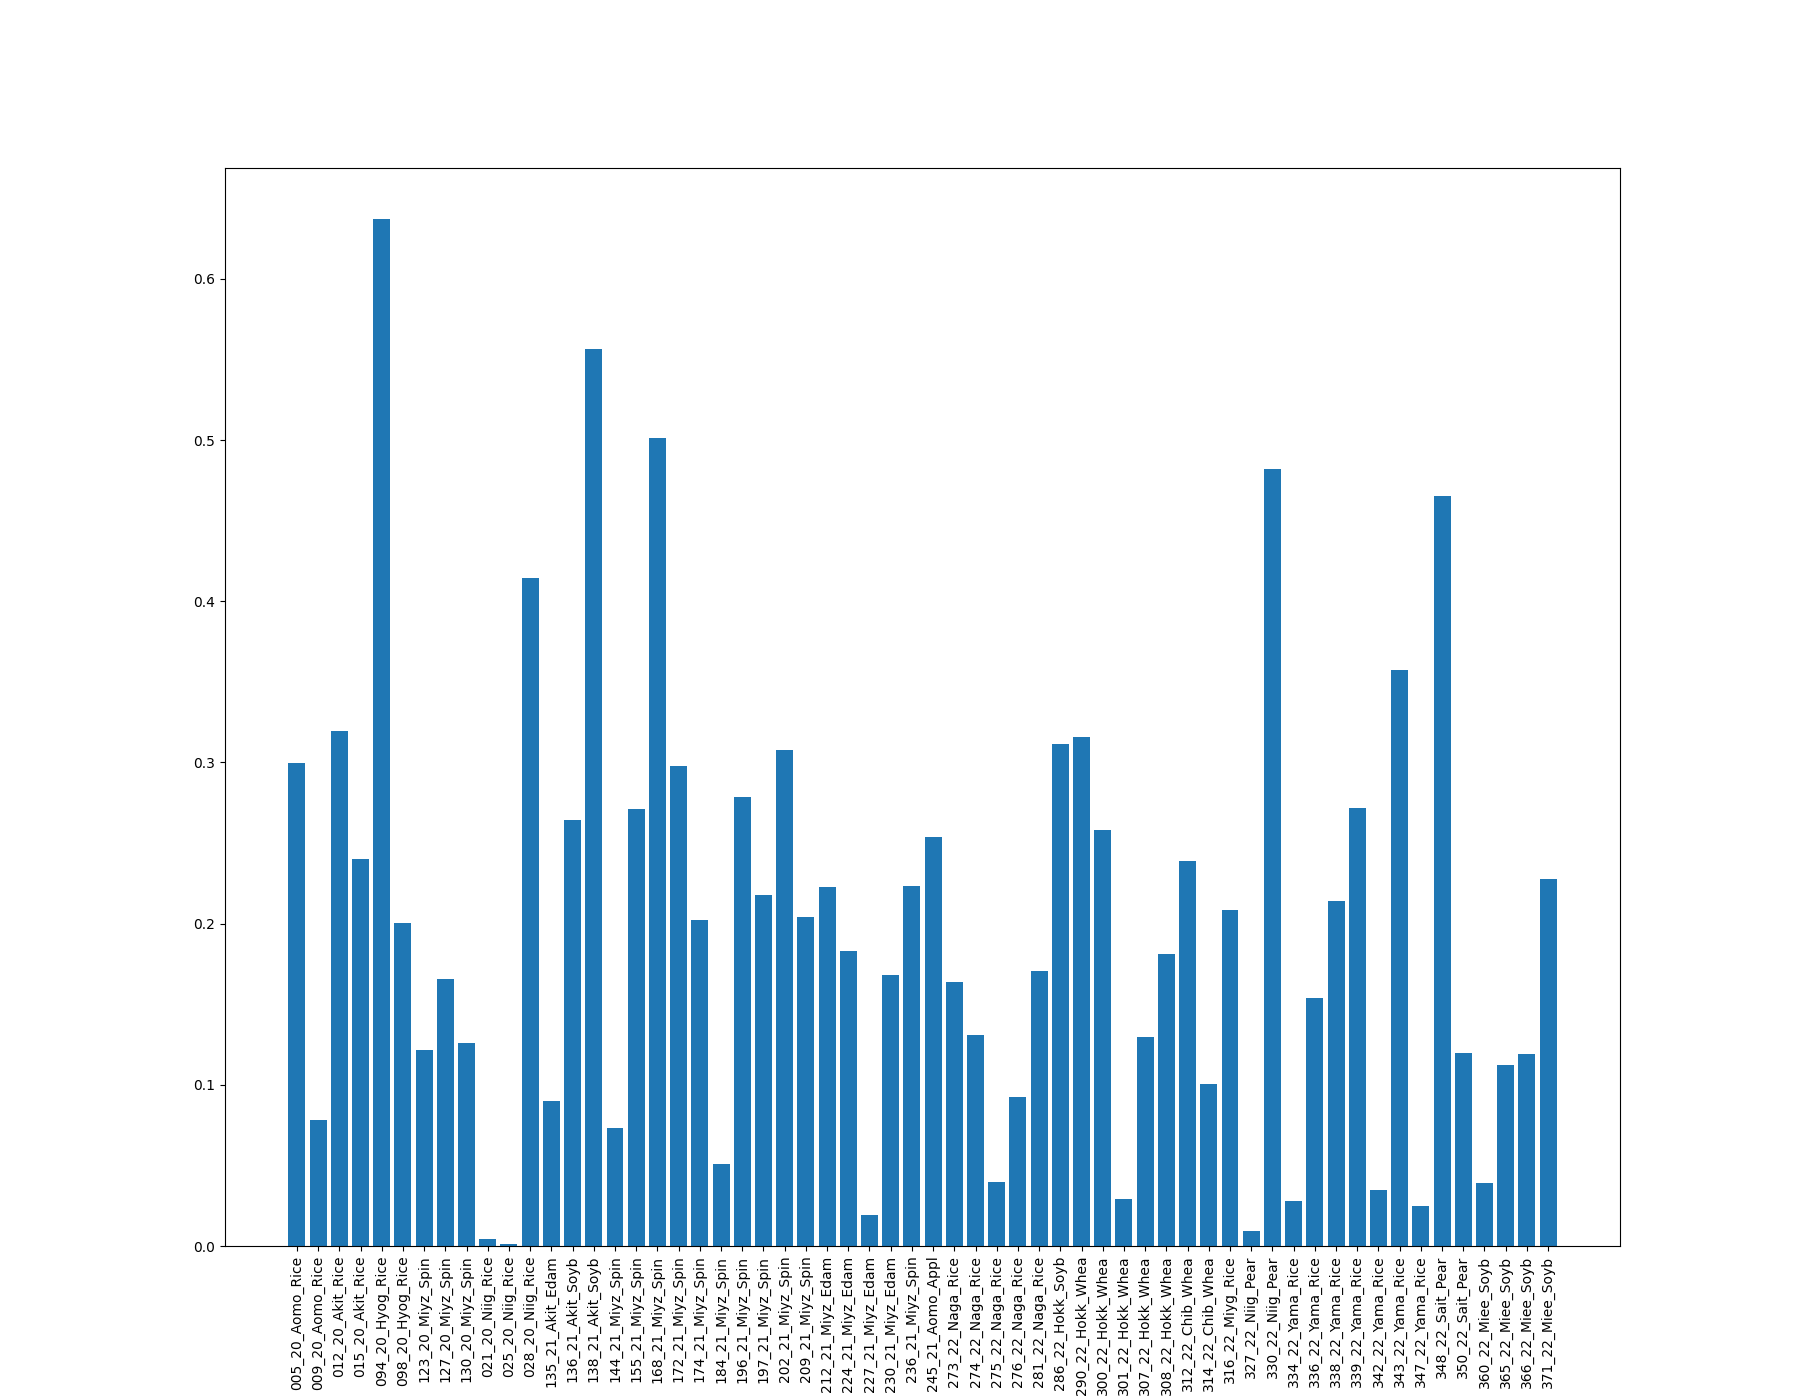 0.6
0.5
0.4
0.3
0.2
0.1
0.0
005_20_Aomo_Rice
009_20_Aomo_Rice
012_20_Akit_Rice
015_20_Akit_Rice
094_20_Hyog_Rice
098_20_Hyog_Rice
123_20_Miyz_Spin
127_20_Miyz_Spin
130_20_Miyz_Spin
021_20_Niig_Rice
025_20_Niig_Rice
028_20_Niig_Rice
135_21_Akit_Edam
136_21_Akit_Soyb
138_21_Akit_Soyb
144_21_Miyz_Spin
155_21_Miyz_Spin
168_21_Miyz_Spin
172_21_Miyz_Spin
174_21_Miyz_Spin
184_21_Miyz_Spin
196_21_Miyz_Spin
197_21_Miyz_Spin
202_21_Miyz_Spin
209_21_Miyz_Spin
212_21_Miyz_Edam
224_21_Miyz_Edam
227_21_Miyz_Edam
230_21_Miyz_Edam
236_21_Miyz_Spin
245_21_Aomo_Appl
273_22_Naga_Rice
274_22_Naga_Rice
275_22_Naga_Rice
276_22_Naga_Rice
281_22_Naga_Rice
286_22_Hokk_Soyb
290_22_Hokk_Whea
300_22_Hokk_Whea
301_22_Hokk_Whea
307_22_Hokk_Whea
308_22_Hokk_Whea
312_22_Chib_Whea
314_22_Chib_Whea
316_22_Miyg_Rice
327_22_Niig_Pear
330_22_Niig_Pear
334_22_Yama_Rice
336_22_Yama_Rice
338_22_Yama_Rice
339_22_Yama_Rice
342_22_Yama_Rice
343_22_Yama_Rice
347_22_Yama_Rice
348_22_Sait_Pear
350_22_Sait_Pear
360_22_Miee_Soyb
365_22_Miee_Soyb
366_22_Miee_Soyb
371_22_Miee_Soyb